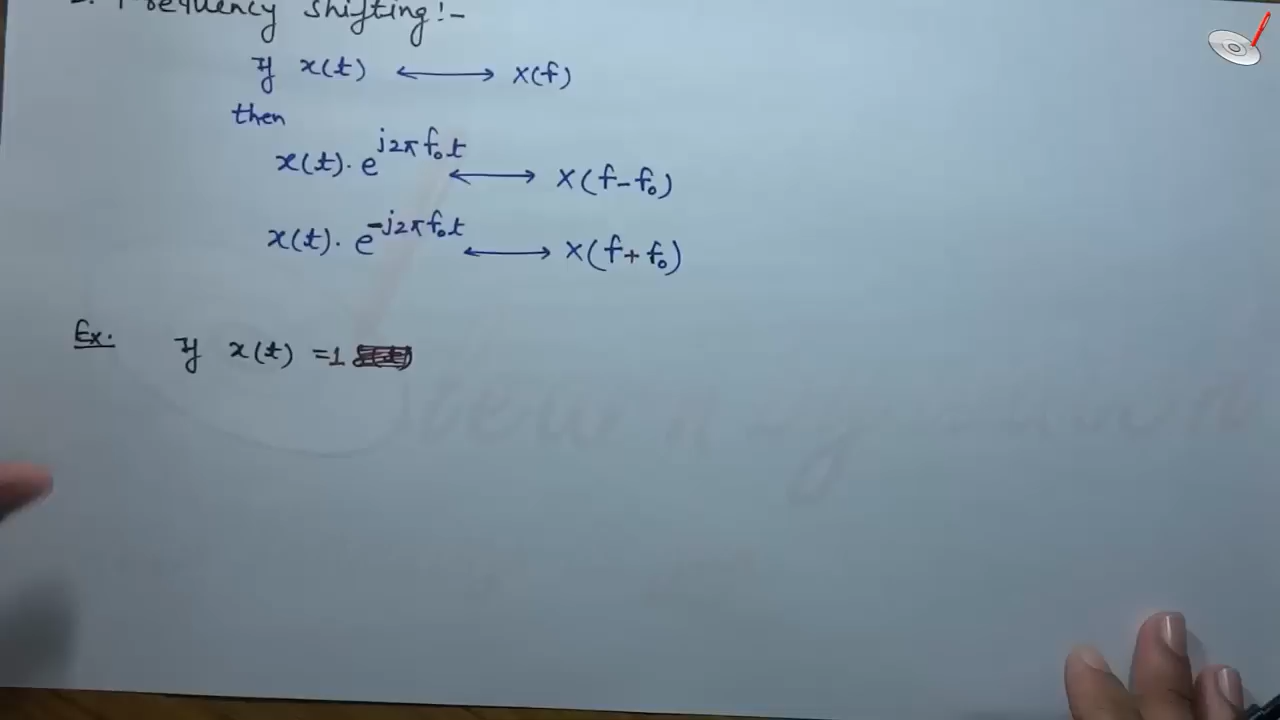 Frequency shifting:-
If x(t) ⟷ X(f)
then
x(t). e^{j2πf₀t} ⟷ X(f-f₀)
x(t). e^{-j2πf₀t} ⟷ X(f+f₀)
Ex. If x(t) = 1